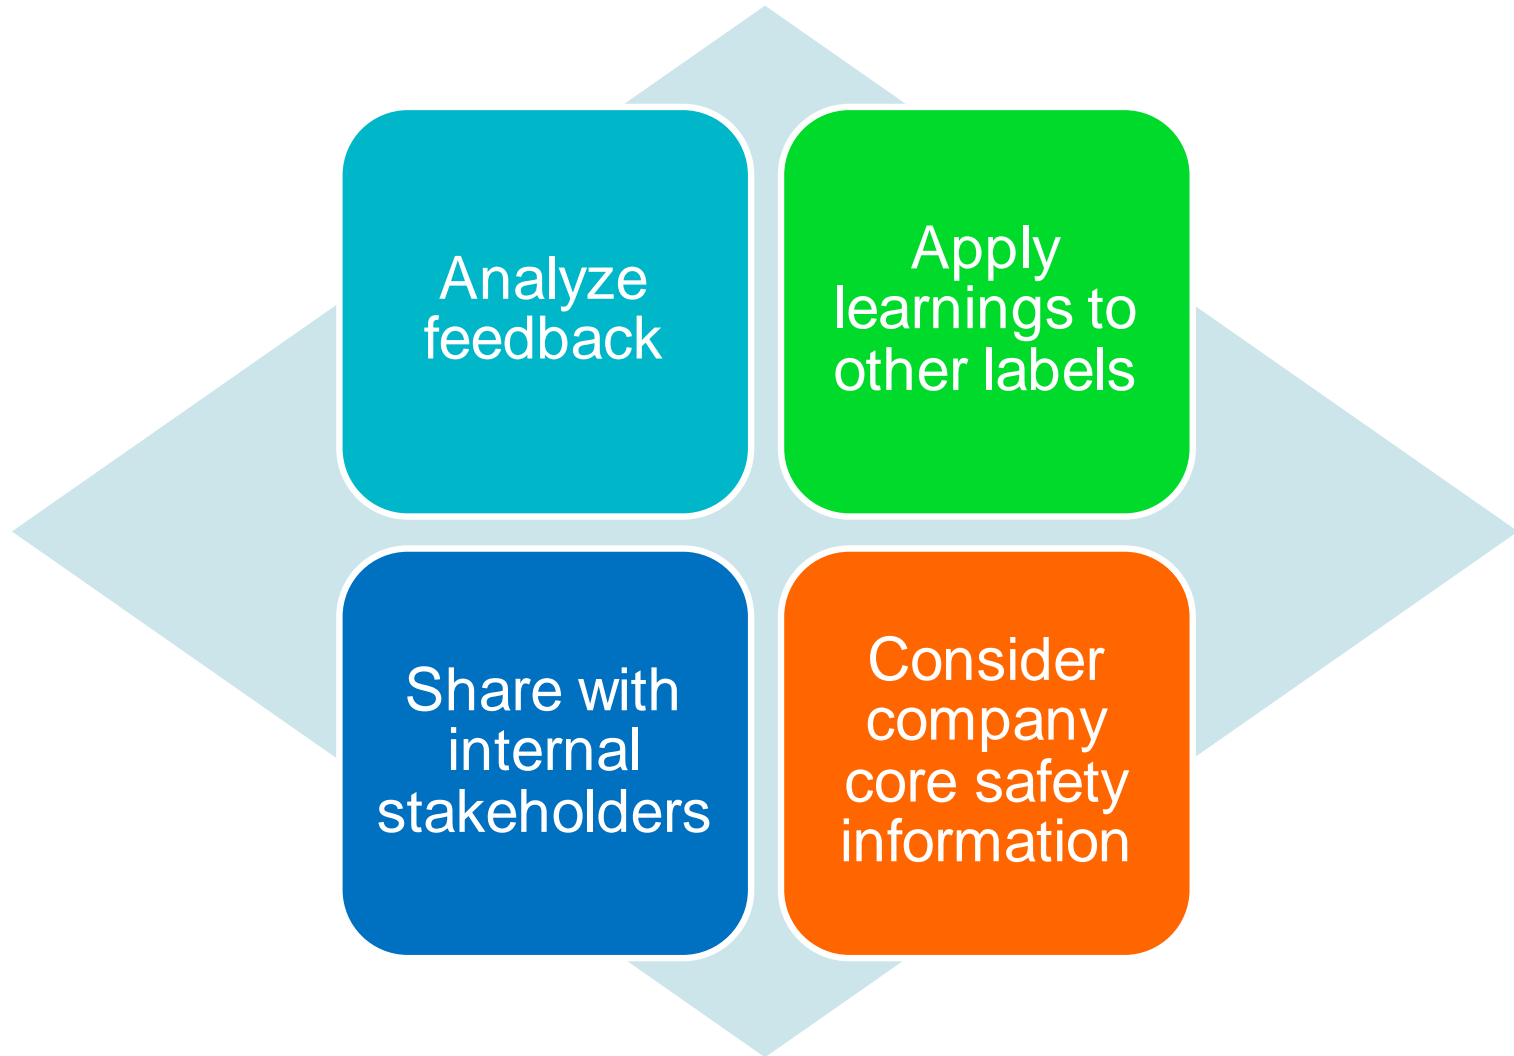 Analyze
feedback
Apply
learnings to
other labels
Share with
internal
stakeholders
Consider
company
core safety
information